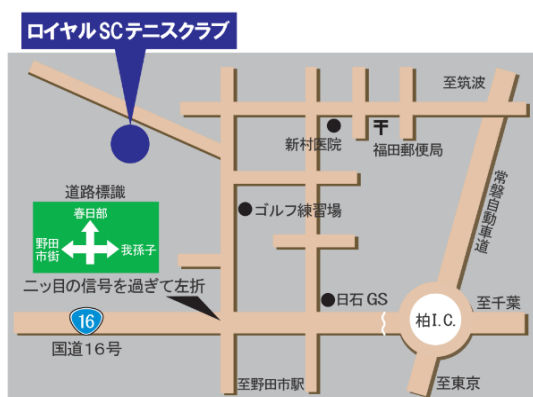 ロイヤルSCテニスクラブ
至筑波
新村医院
福田郵便局
常磐自動車道
道路標識
春日部
野田
市街
我孫子
ゴルフ練習場
二ッ目の信号を過ぎて左折
日石GS
至千葉
柏I.C.
16
国道16号
至野田市駅
至東京